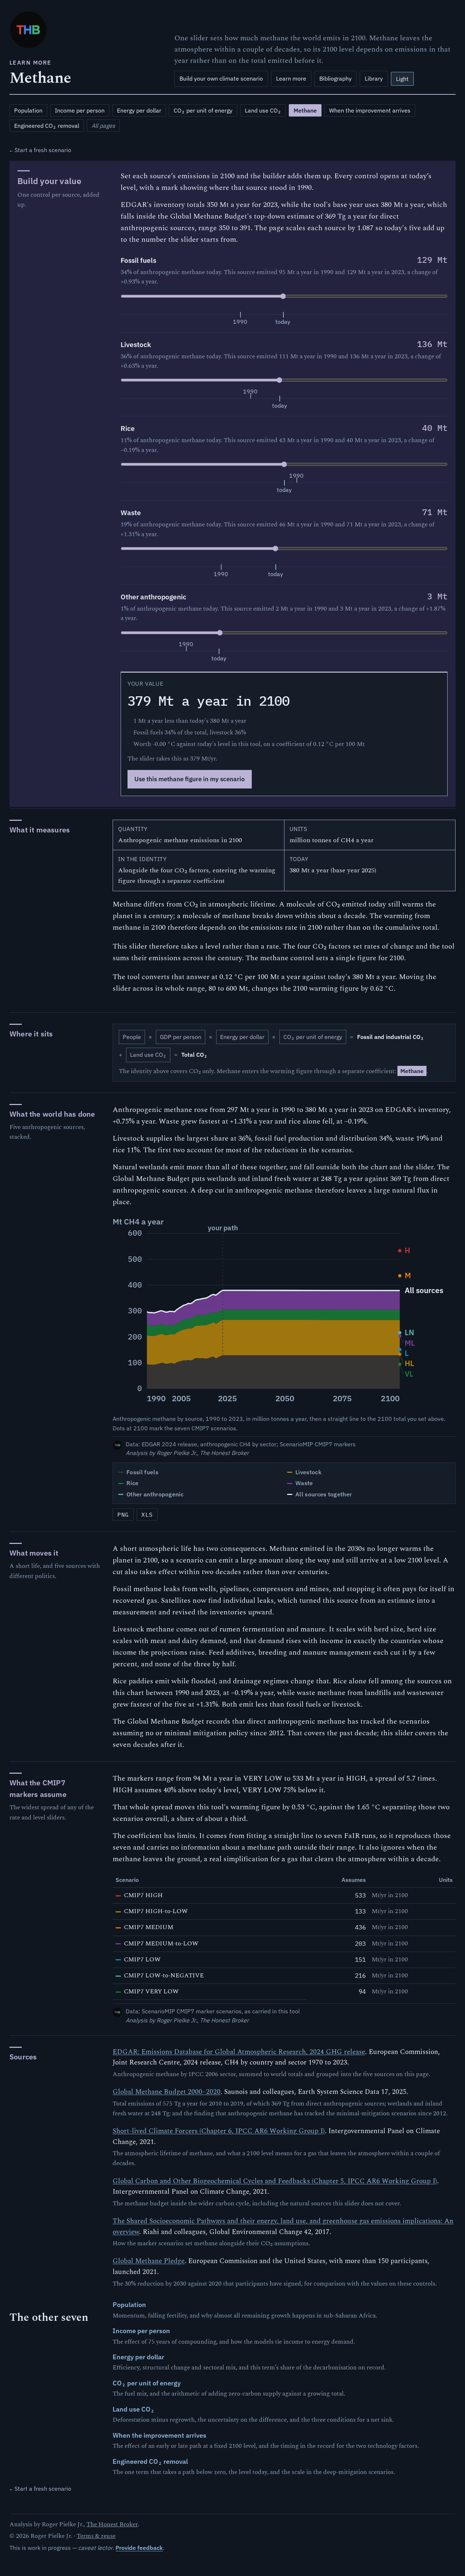 THB
LEARN MORE
Methane
One slider sets how much methane the world emits in 2100. Methane leaves the
atmosphere within a couple of decades, so its 2100 level depends on emissions in that
year rather than on the total emitted before it.
Build your own climate scenario
Learn more
Bibliography
Library
Light
Population
Income per person
Energy per dollar
CO₂ per unit of energy
Land use CO₂
Methane
When the improvement arrives
Engineered CO₂ removal
All pages
← Start a fresh scenario
Build your value
One control per source, added
up.
Set each source's emissions in 2100 and the builder adds them up. Every control opens at today's
level, with a mark showing where that source stood in 1990.
EDGAR's inventory totals 350 Mt a year for 2023, while the tool's base year uses 380 Mt a year, which
falls inside the Global Methane Budget's top-down estimate of 369 Tg a year for direct
anthropogenic sources, range 350 to 391. The page scales each source by 1.087 so today's five add up
to the number the slider starts from.
Fossil fuels
129 Mt
34% of anthropogenic methane today. This source emitted 95 Mt a year in 1990 and 129 Mt a year in 2023, a change of
+0.93% a year.
1990
today
Livestock
136 Mt
36% of anthropogenic methane today. This source emitted 111 Mt a year in 1990 and 136 Mt a year in 2023, a change of
+0.63% a year.
1990
today
Rice
40 Mt
11% of anthropogenic methane today. This source emitted 43 Mt a year in 1990 and 40 Mt a year in 2023, a change of
−0.19% a year.
1990
today
Waste
71 Mt
19% of anthropogenic methane today. This source emitted 46 Mt a year in 1990 and 71 Mt a year in 2023, a change of
+1.31% a year.
1990
today
Other anthropogenic
3 Mt
1% of anthropogenic methane today. This source emitted 2 Mt a year in 1990 and 3 Mt a year in 2023, a change of +1.87%
a year.
1990
today
YOUR VALUE
379 Mt a year in 2100
1 Mt a year less than today's 380 Mt a year
Fossil fuels 34% of the total, livestock 36%
Worth -0.00 °C against today's level in this tool, on a coefficient of 0.12 °C per 100 Mt
The slider takes this as 379 Mt/yr.
Use this methane figure in my scenario
What it measures
QUANTITY
Anthropogenic methane emissions in 2100
UNITS
million tonnes of CH4 a year
IN THE IDENTITY
Alongside the four CO₂ factors, entering the warming
figure through a separate coefficient
TODAY
380 Mt a year (base year 2025)
Methane differs from CO₂ in atmospheric lifetime. A molecule of CO₂ emitted today still warms the
planet in a century; a molecule of methane breaks down within about a decade. The warming from
methane in 2100 therefore depends on the emissions rate rather than on the cumulative total.
This slider therefore takes a level rather than a rate. The four CO₂ factors set rates of change and the tool
sums their emissions across the century. The methane control sets a single figure for 2100.
The tool converts that answer at 0.12 °C per 100 Mt a year against today's 380 Mt a year. Moving the
slider across its whole range, 80 to 600 Mt, changes the 2100 warming figure by 0.62 °C.
Where it sits
People × GDP per person × Energy per dollar × CO₂ per unit of energy = Fossil and industrial CO₂
+ Land use CO₂ = Total CO₂
The identity above covers CO₂ only. Methane enters the warming figure through a separate coefficient: Methane
What the world has done
Five anthropogenic sources,
stacked.
Anthropogenic methane rose from 297 Mt a year in 1990 to 380 Mt a year in 2023 on EDGAR's inventory,
+0.75% a year. Waste grew fastest at +1.31% a year and rice alone fell, at −0.19%.
Livestock supplies the largest share at 36%, fossil fuel production and distribution 34%, waste 19% and
rice 11%. The first two account for most of the reductions in the scenarios.
Natural wetlands emit more than all of these together, and fall outside both the chart and the slider. The
Global Methane Budget puts wetlands and inland fresh water at 248 Tg a year against 369 Tg for direct
anthropogenic sources. A deep cut in anthropogenic methane therefore leaves a large natural flux in
place.
Mt CH4 a year
your path
600
500
400
300
200
100
0
1990
2005
2025
2050
2075
2100
H
M
All sources
LN
ML
L
HL
VL
Anthropogenic methane by source, 1990 to 2023, in million tonnes a year, then a straight line to the 2100 total you set above.
Dots at 2100 mark the seven CMIP7 scenarios.
Data: EDGAR 2024 release, anthropogenic CH4 by sector; ScenarioMIP CMIP7 markers
Analysis by Roger Pielke Jr., The Honest Broker
Fossil fuels
Livestock
Rice
Waste
Other anthropogenic
All sources together
PNG
XLS
What moves it
A short life, and five sources with
different politics.
A short atmospheric life has two consequences. Methane emitted in the 2030s no longer warms the
planet in 2100, so a scenario can emit a large amount along the way and still arrive at a low 2100 level. A
cut also takes effect within two decades rather than over centuries.
Fossil methane leaks from wells, pipelines, compressors and mines, and stopping it often pays for itself in
recovered gas. Satellites now find individual leaks, which turned this source from an estimate into a
measurement and revised the inventories upward.
Livestock methane comes out of rumen fermentation and manure. It scales with herd size, herd size
scales with meat and dairy demand, and that demand rises with income in exactly the countries whose
income the projections raise. Feed additives, breeding and manure management each cut it by a few
percent, and none of the three by half.
Rice paddies emit while flooded, and drainage regimes change that. Rice alone fell among the sources on
this chart between 1990 and 2023, at −0.19% a year, while waste methane from landfills and wastewater
grew fastest of the five at +1.31%. Both emit less than fossil fuels or livestock.
The Global Methane Budget records that direct anthropogenic methane has tracked the scenarios
assuming no or minimal mitigation policy since 2012. That covers the past decade; this slider covers the
seven decades after it.
What the CMIP7
markers assume
The widest spread of any of the
rate and level sliders.
The markers range from 94 Mt a year in VERY LOW to 533 Mt a year in HIGH, a spread of 5.7 times.
HIGH assumes 40% above today's level, VERY LOW 75% below it.
That whole spread moves this tool's warming figure by 0.53 °C, against the 1.65 °C separating those two
scenarios overall, a share of about a third.
The coefficient has limits. It comes from fitting a straight line to seven FaIR runs, so it reproduces those
seven and degrades as you combine a methane path outside their range. It also ignores when in the
century methane leaves the ground, a real simplification for a gas that clears the atmosphere within a decade.
Scenario
Assumes
Units
CMIP7 HIGH 533 Mt/yr in 2100
CMIP7 HIGH-to-LOW 133 Mt/yr in 2100
CMIP7 MEDIUM 436 Mt/yr in 2100
CMIP7 MEDIUM-to-LOW 203 Mt/yr in 2100
CMIP7 LOW 151 Mt/yr in 2100
CMIP7 LOW-to-NEGATIVE 216 Mt/yr in 2100
CMIP7 VERY LOW 94 Mt/yr in 2100
Data: ScenarioMIP CMIP7 marker scenarios, as carried in this tool
Analysis by Roger Pielke Jr., The Honest Broker
Sources
EDGAR: Emissions Database for Global Atmospheric Research, 2024 GHG release. European Commission,
Joint Research Centre, 2024 release, CH4 by country and sector 1970 to 2023.
Anthropogenic methane by IPCC 2006 sector, summed to world totals and grouped into the five sources on this page.
Global Methane Budget 2000–2020. Saunois and colleagues, Earth System Science Data 17, 2025.
Total emissions of 575 Tg a year for 2010 to 2019, of which 369 Tg from direct anthropogenic sources; wetlands and inland
fresh water at 248 Tg; and the finding that anthropogenic methane has tracked the minimal-mitigation scenarios since 2012.
Short-lived Climate Forcers (Chapter 6, IPCC AR6 Working Group I). Intergovernmental Panel on Climate
Change, 2021.
The atmospheric lifetime of methane, and what a 2100 level means for a gas that leaves the atmosphere within a couple of
decades.
Global Carbon and Other Biogeochemical Cycles and Feedbacks (Chapter 5, IPCC AR6 Working Group I).
Intergovernmental Panel on Climate Change, 2021.
The methane budget inside the wider carbon cycle, including the natural sources this slider does not cover.
The Shared Socioeconomic Pathways and their energy, land use, and greenhouse gas emissions implications: An
overview. Riahi and colleagues, Global Environmental Change 42, 2017.
How the marker scenarios set methane alongside their CO₂ assumptions.
Global Methane Pledge. European Commission and the United States, with more than 150 participants,
launched 2021.
The 30% reduction by 2030 against 2020 that participants have signed, for comparison with the values on these controls.
The other seven
Population
Momentum, falling fertility, and why almost all remaining growth happens in sub-Saharan Africa.
Income per person
The effect of 75 years of compounding, and how the models tie income to energy demand.
Energy per dollar
Efficiency, structural change and sectoral mix, and this term's share of the decarbonisation on record.
CO₂ per unit of energy
The fuel mix, and the arithmetic of adding zero-carbon supply against a growing total.
Land use CO₂
Deforestation minus regrowth, the uncertainty on the difference, and the three conditions for a net sink.
When the improvement arrives
The effect of an early or late path at a fixed 2100 level, and the timing in the record for the two technology factors.
Engineered CO₂ removal
The one term that takes a path below zero, the level today, and the scale in the deep-mitigation scenarios.
← Start a fresh scenario
Analysis by Roger Pielke Jr., The Honest Broker.
© 2026 Roger Pielke Jr. · Terms & reuse
This is work in progress — caveat lector. Provide feedback.